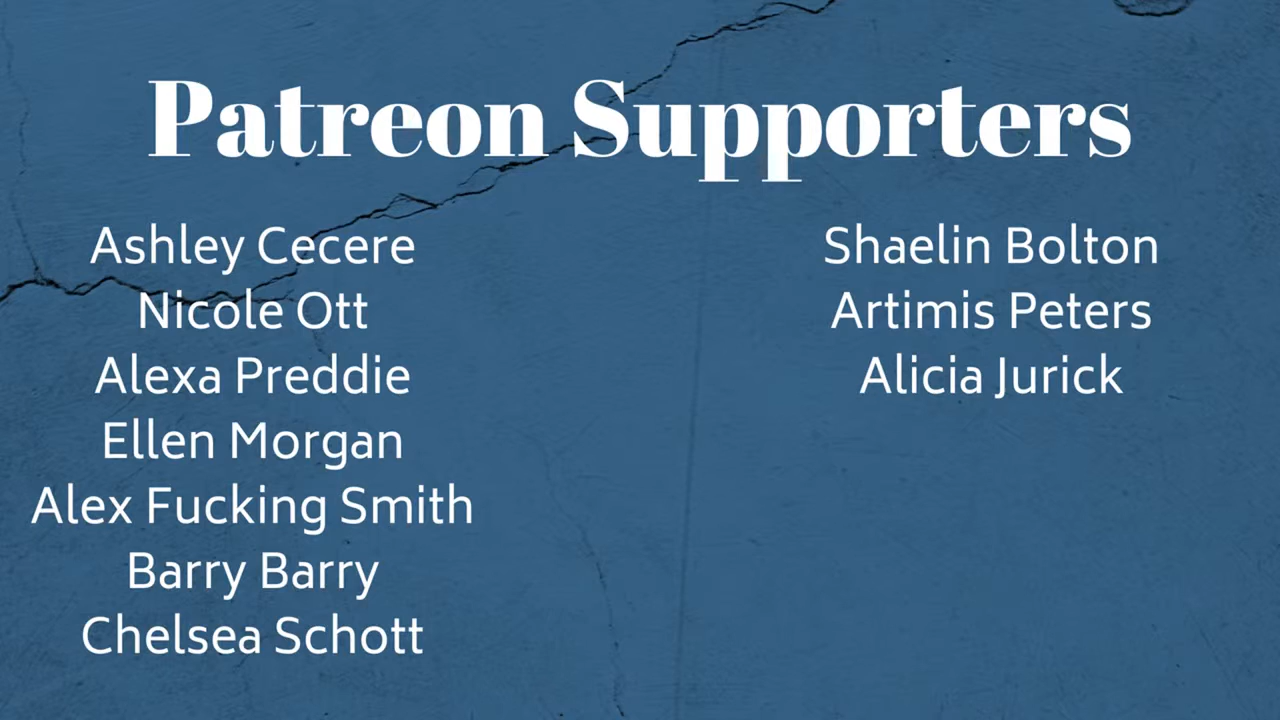 Patreon Supporters
Ashley Cecere
Nicole Ott
Alexa Preddie
Ellen Morgan
Alex Fucking Smith
Barry Barry
Chelsea Schott
Shaelin Bolton
Artimis Peters
Alicia Jurick